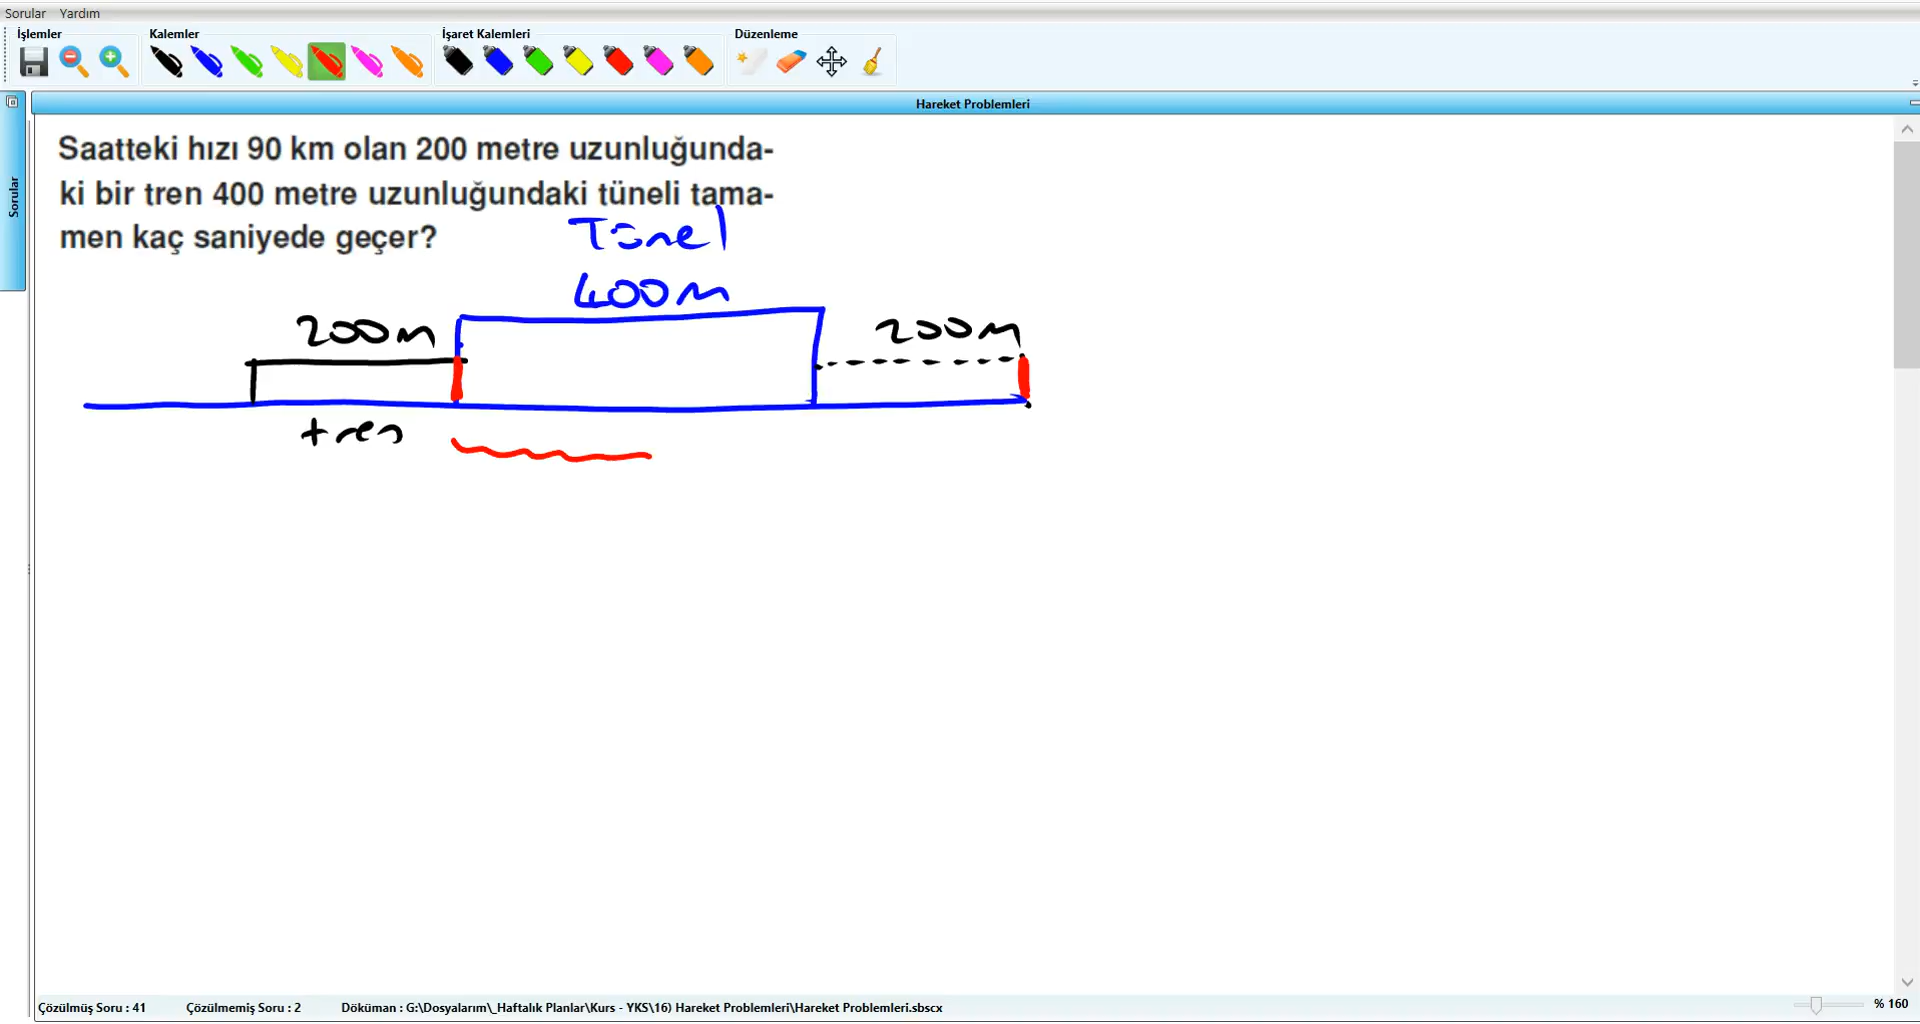 Sorular Yardım
İşlemler Kalemler İşaret Kalemleri Düzenleme
Hareket Problemleri
Sorular
Saatteki hızı 90 km olan 200 metre uzunluğunda-
ki bir tren 400 metre uzunluğundaki tüneli tama-
men kaç saniyede geçer?
Tünel
400m
200m
200m
tren
Çözülmüş Soru : 41 Çözülmemiş Soru : 2 Döküman : G:\Dosyalarım\_Haftalık Planlar\Kurs - YKS\16) Hareket Problemleri\Hareket Problemleri.sbscx % 160